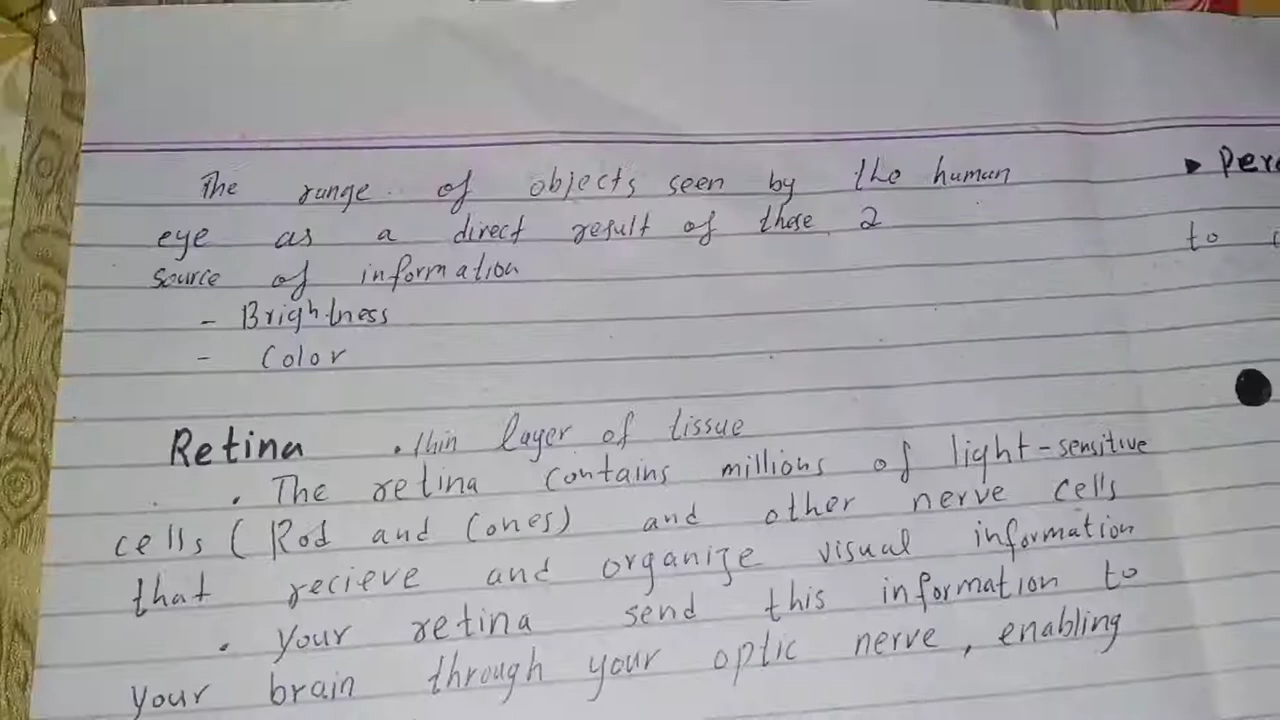 The range of objects seen by the human
eye as a direct result of these 2
source of information
- Brightness
- Color
Retina • thin layer of tissue
• The retina contains millions of light-sensitive
cells (Rod and Cones) and other nerve cells
that recieve and organize visual information
• your retina send this information to
your brain through your optic nerve, enabling
▸ Per
to